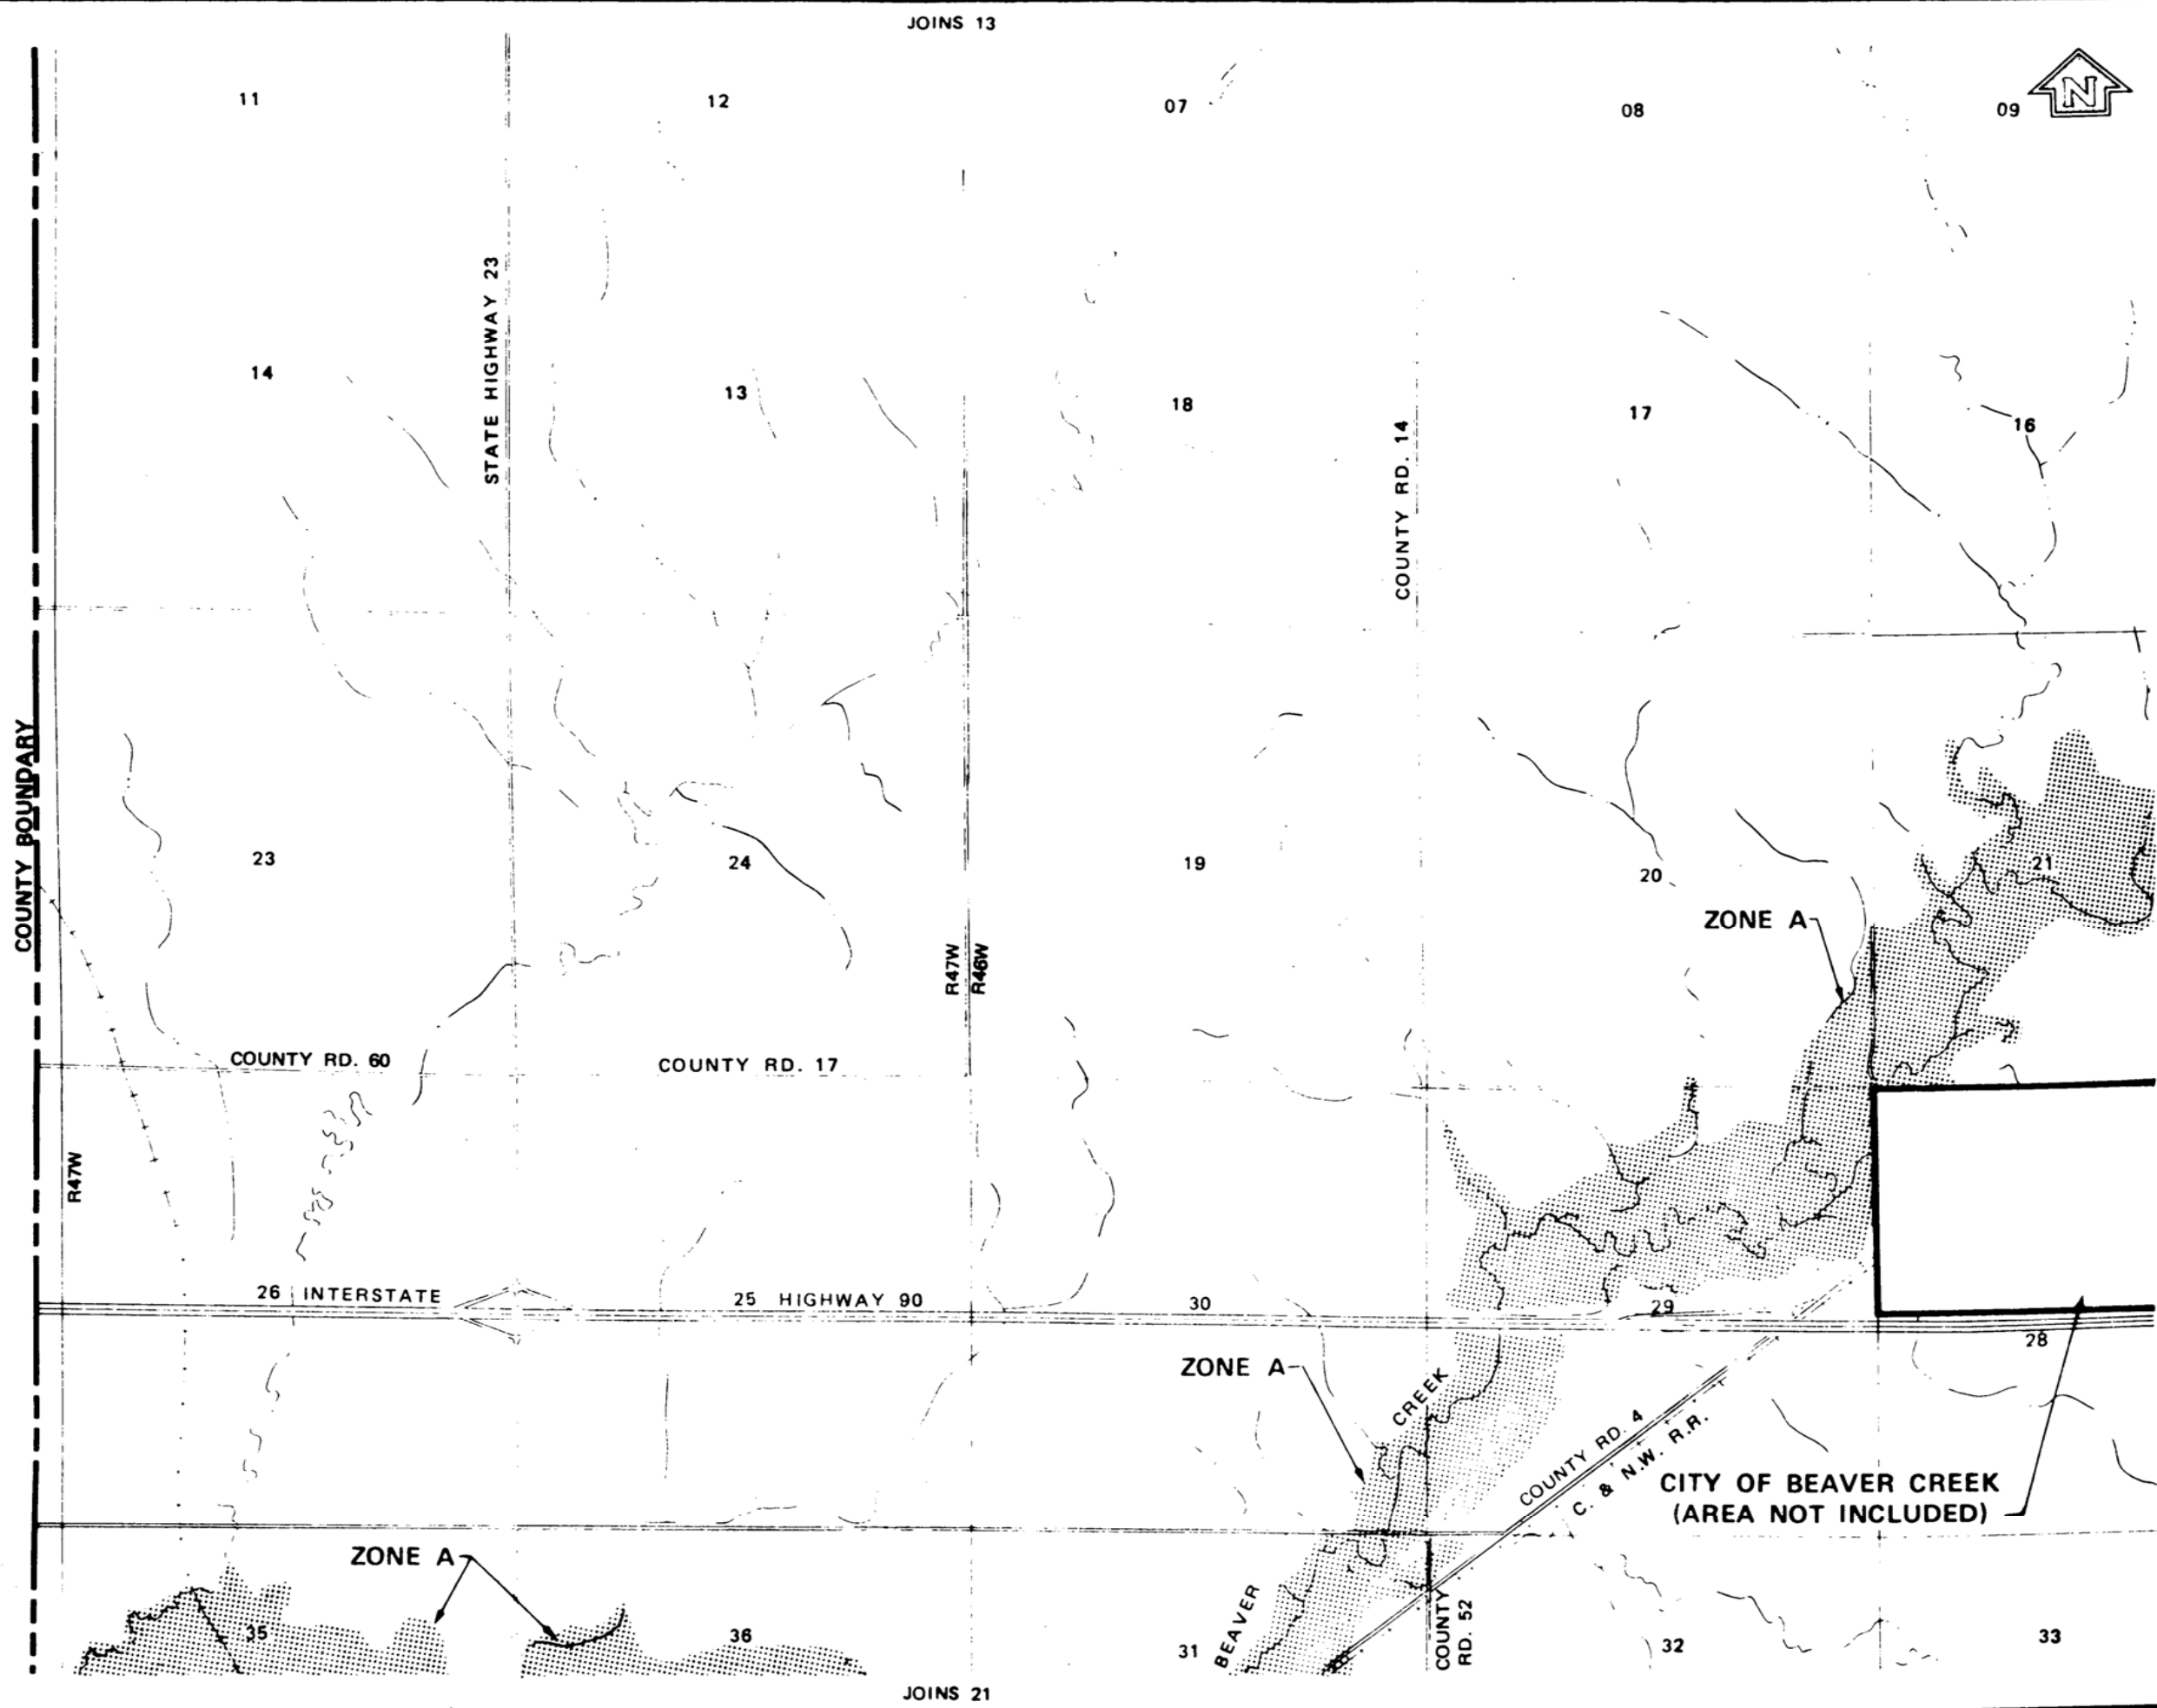 JOINS 13
11
12
07
08
09
N
STATE HIGHWAY 23
14
13
18
17
16
COUNTY RD. 14
COUNTY BOUNDARY
23
24
19
20
21
ZONE A
R47W
R46W
COUNTY RD. 60
COUNTY RD. 17
R47W
26 INTERSTATE
25 HIGHWAY 90
30
29
28
ZONE A
CREEK
COUNTY RD. 4
C. & N.W. R.R.
CITY OF BEAVER CREEK
(AREA NOT INCLUDED)
ZONE A
35
36
31
BEAVER
COUNTY
RD. 52
32
33
JOINS 21